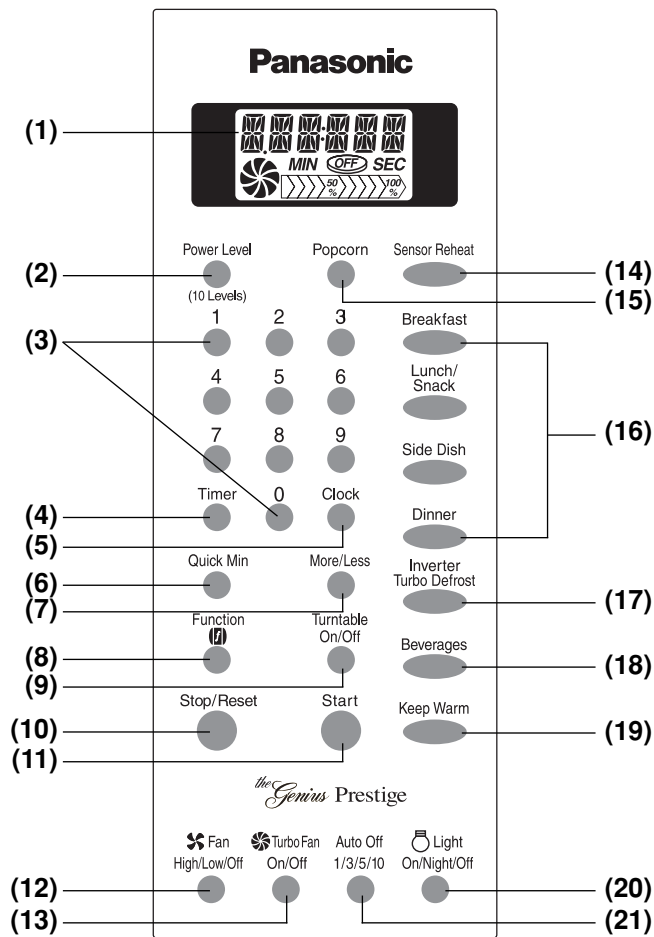 Panasonic
(1)
MIN OFF SEC
50 % 100 %
Power Level Popcorn Sensor Reheat
(2) (14)
(10 Levels) (15)
1 2 3 Breakfast
(3)
4 5 6 Lunch/
Snack
(16)
7 8 9 Side Dish
Timer 0 Clock Dinner
(4)
(5)
Quick Min More/Less Inverter
Turbo Defrost
(6) (17)
(7)
Function Turntable
On/Off
Beverages
(8) (18)
(9)
Stop/Reset Start Keep Warm
(10) (19)
(11)
the Genius Prestige
Fan Turbo Fan Auto Off Light
High/Low/Off On/Off 1/3/5/10 On/Night/Off
(12) (20)
(13) (21)